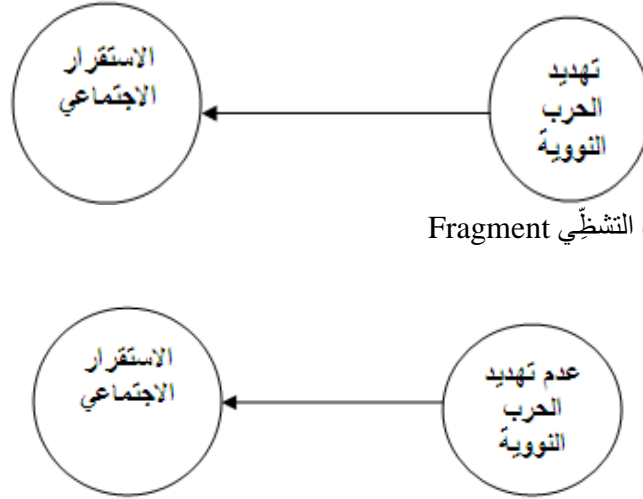 تهديد
الحرب
النووية
الاستقرار
الاجتماعي
التشظِّي Fragment
عدم تهديد
الحرب
النووية
الاستقرار
الاجتماعي